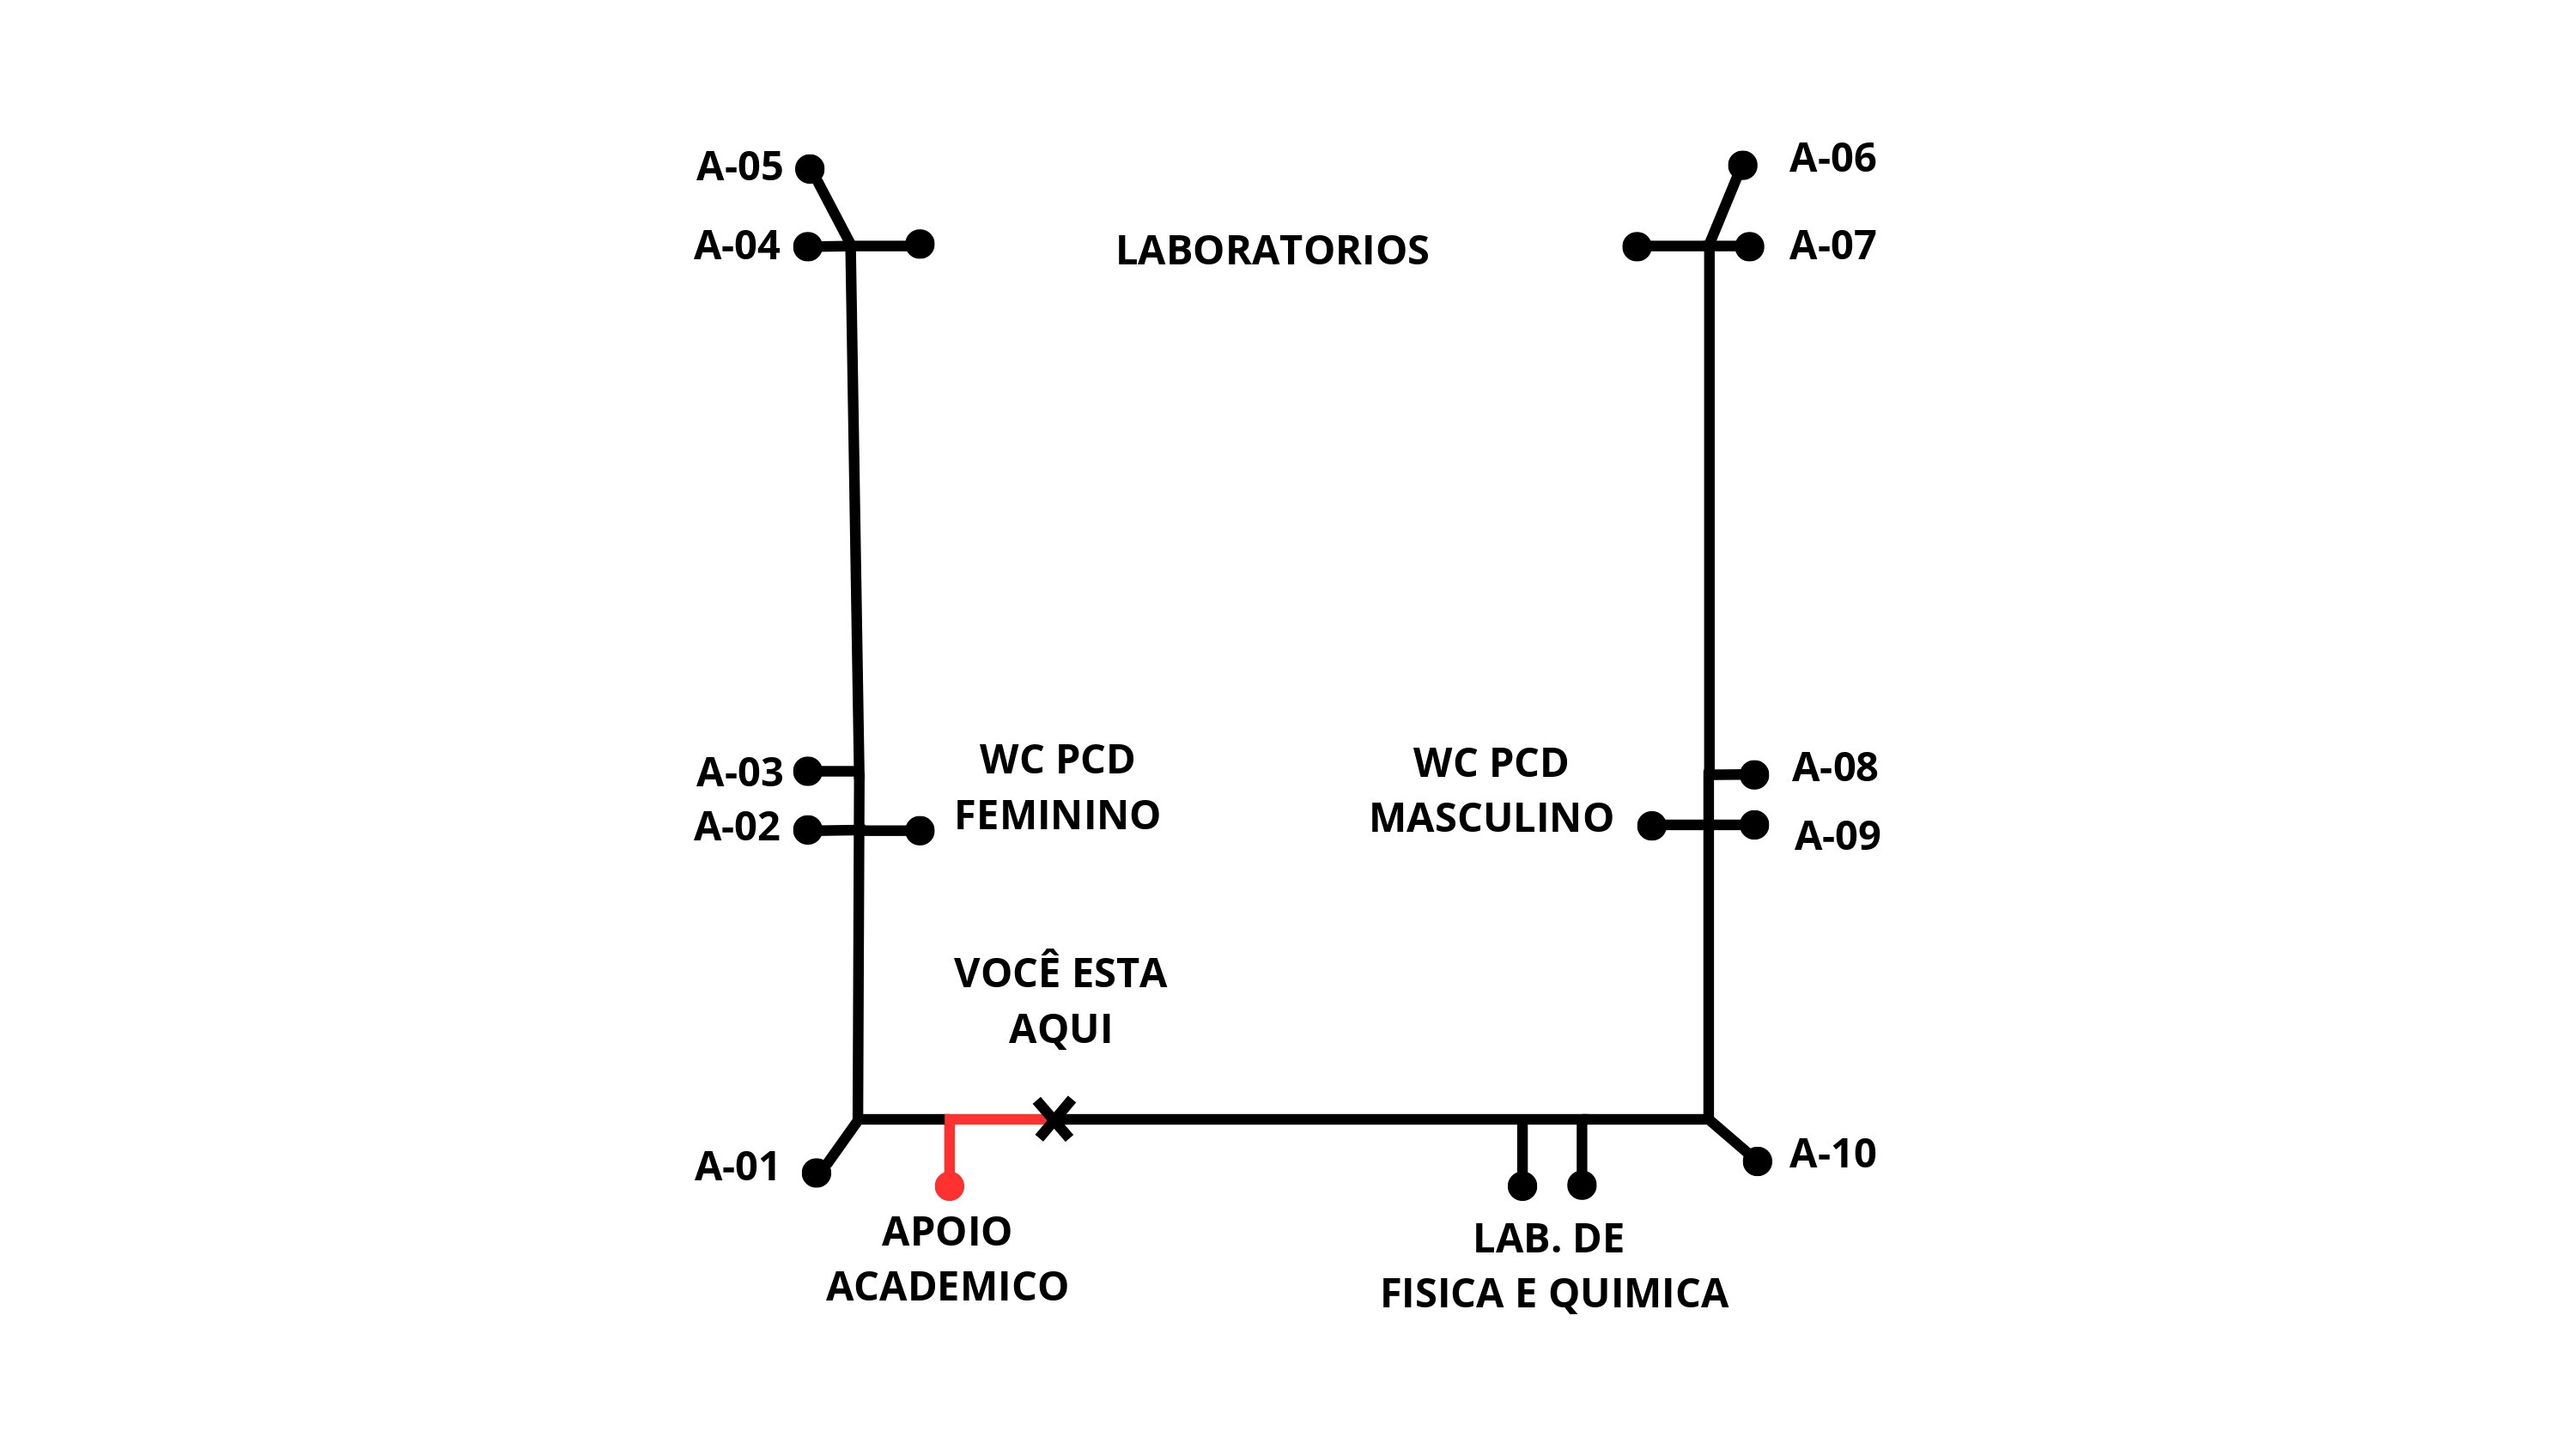 A-05
A-06
A-04
LABORATORIOS
A-07
A-03
WC PCD
FEMININO
WC PCD
MASCULINO
A-08
A-02
A-09
VOCÊ ESTA
AQUI
A-01
A-10
APOIO
ACADEMICO
LAB. DE
FISICA E QUIMICA